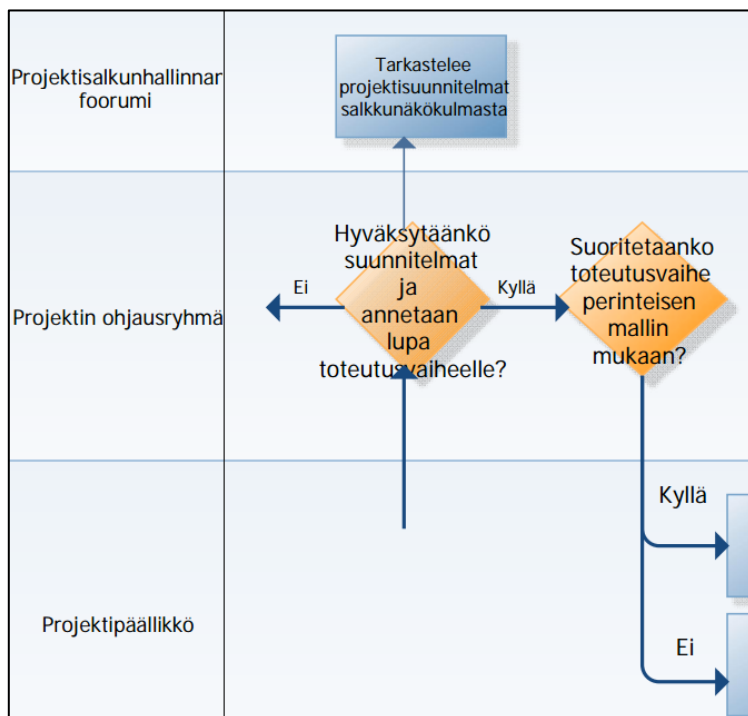 Projektisalkunhallinnan
foorumi
Tarkastelee
projektisuunnitelmat
salkkunäkökulmasta
Projektin ohjausryhmä
Hyväksytäänkö
suunnitelmat
ja
annetaan
lupa
toteutusvaiheelle?
Ei
Kyllä
Suoritetaanko
toteutusvaihe
perinteisen
mallin
mukaan?
Projektipäällikkö
Kyllä
Ei